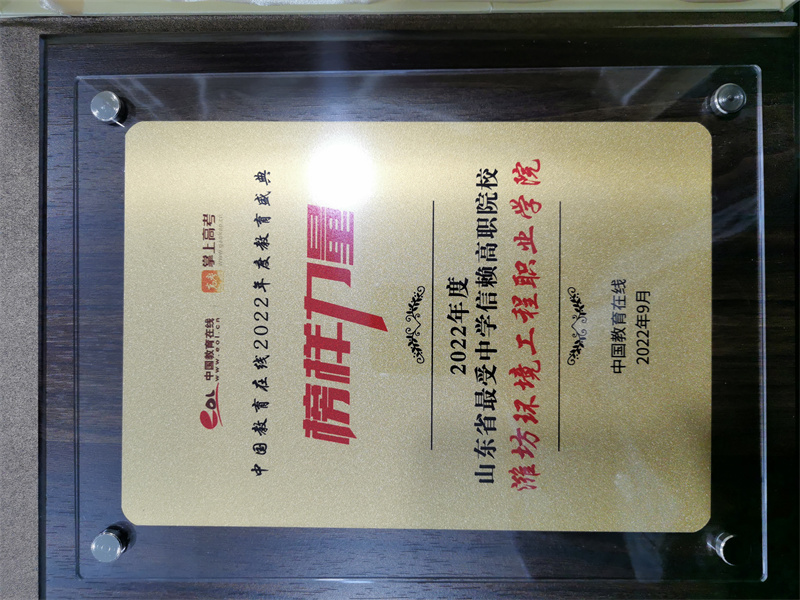 eol 中国教育在线
www.eol.cn
掌上高考
中国教育在线2022年度教育盛典
榜样力量
2022年度
山东省最受中学信赖高职院校
潍坊环境工程职业学院
中国教育在线
2022年9月